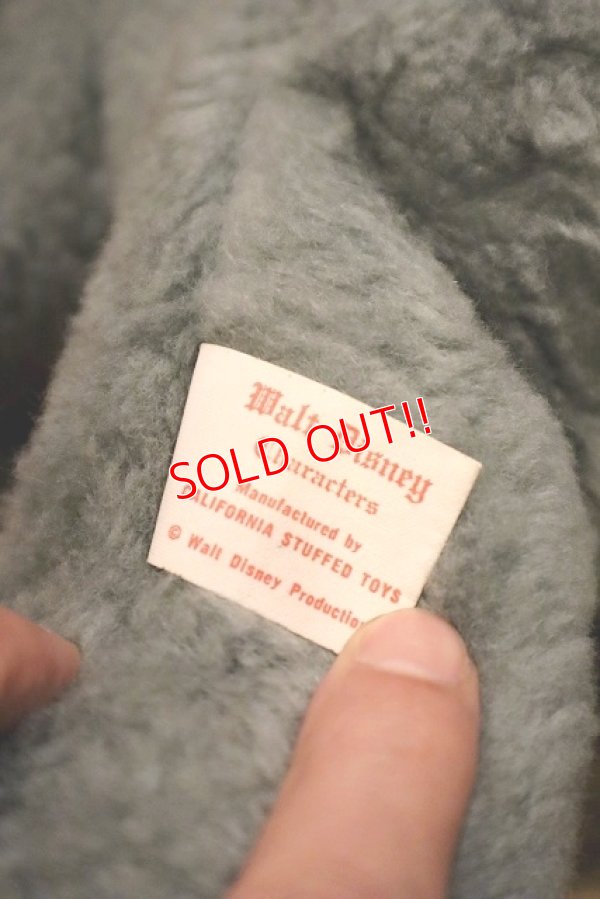 Walt Disney
Characters
SOLD OUT!!
Manufactured by
CALIFORNIA STUFFED TOYS
© Walt Disney Production